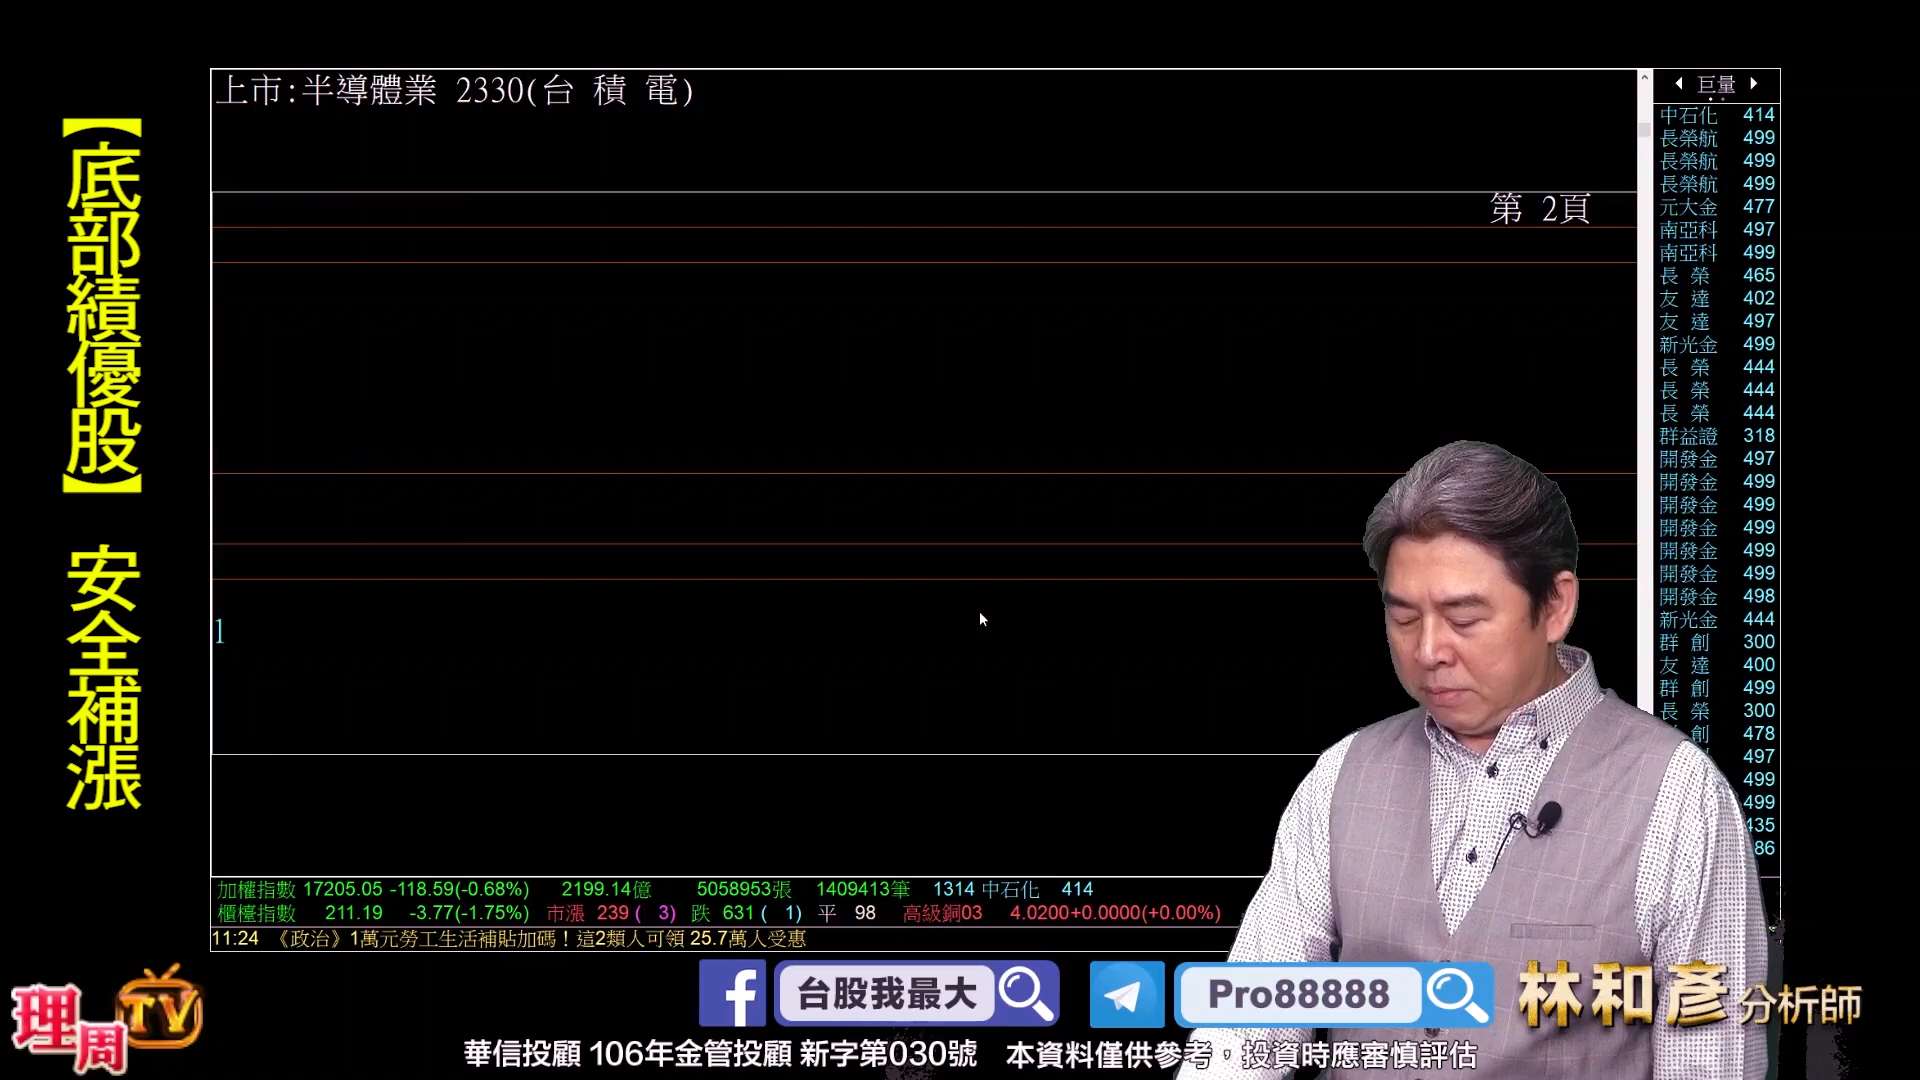 【底部績優股】 安全補漲
上市:半導體業 2330(台 積 電)
第 2頁
1
巨量
中石化 414
長榮航 499
長榮航 499
長榮航 499
元大金 477
南亞科 497
南亞科 499
長 榮 465
友 達 402
友 達 497
新光金 499
長 榮 444
長 榮 444
長 榮 444
群益證 318
開發金 497
開發金 499
開發金 499
開發金 499
開發金 499
開發金 499
開發金 498
新光金 444
群 創 300
友 達 400
群 創 499
長 榮 300
創 478
497
499
499
435
86
加權指數 17205.05 -118.59(-0.68%) 2199.14億 5058953張 1409413筆 1314 中石化 414
櫃檯指數 211.19 -3.77(-1.75%) 市漲 239 ( 3) 跌 631 ( 1) 平 98 高級銅03 4.0200+0.0000(+0.00%)
11:24 《政治》1萬元勞工生活補貼加碼！這2類人可領 25.7萬人受惠
理周TV
f 台股我最大 Pro88888 林和彥 分析師
華信投顧 106年金管投顧 新字第030號 本資料僅供參考，投資時應審慎評估